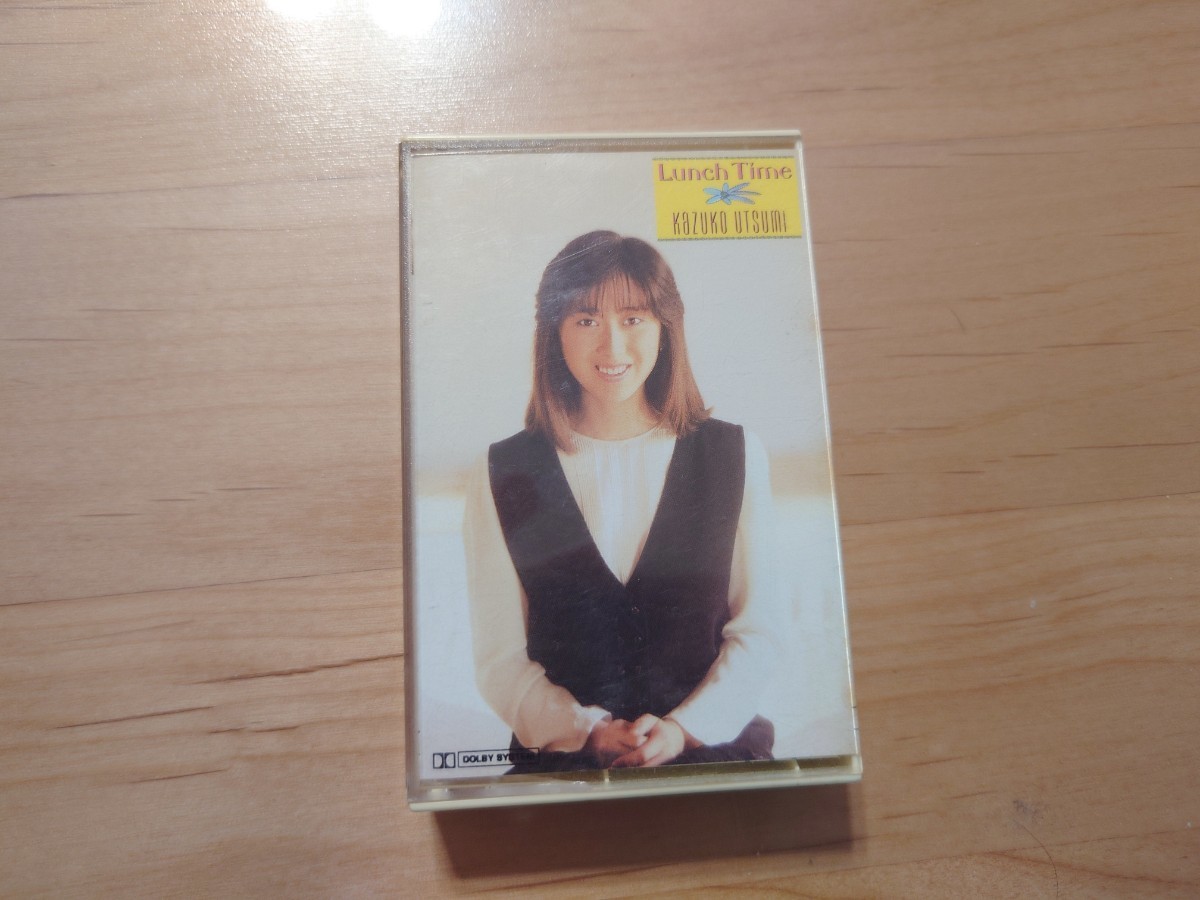 Lunch Time
KAZUKO UTSUMI
DOLBY SYSTEM